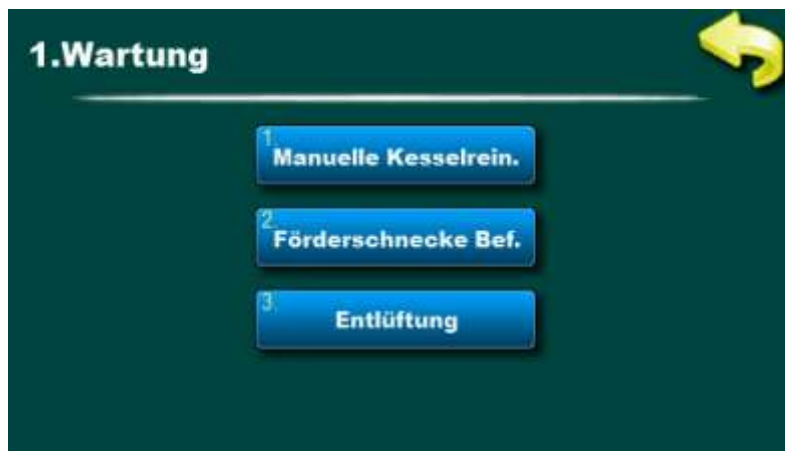 1.Wartung
1
Manuelle Kesselrein.
2
Förderschnecke Bef.
3
Entlüftung